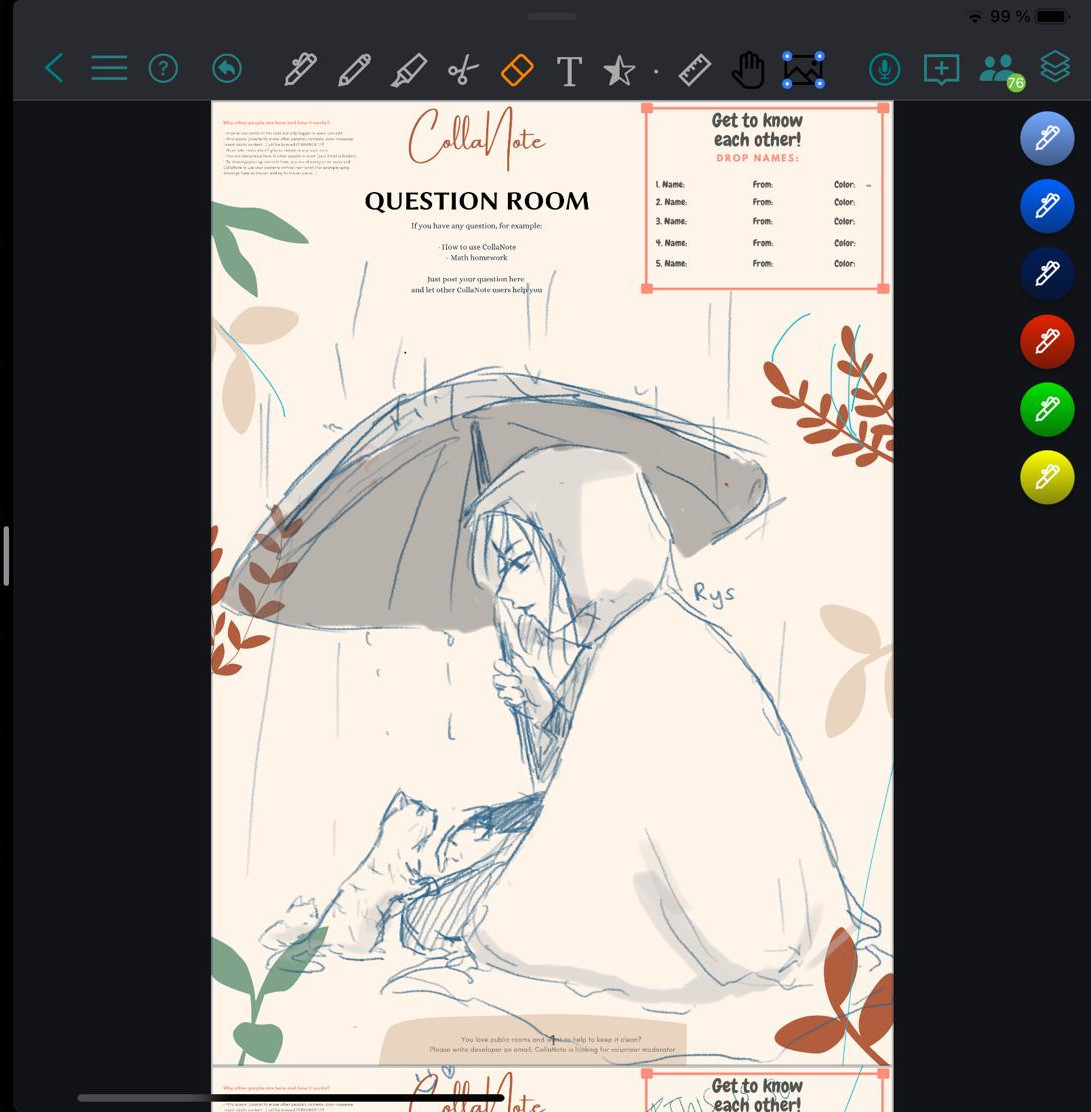 99 %
76
Why other people are here and how it works?
CollaNote
QUESTION ROOM
If you have any question, for example:
- How to use CollaNote
- Math homework
Just post your question here
and let other CollaNote users help you
Get to know
each other!
DROP NAMES:
1. Name: From: Color:
2. Name: From: Color:
3. Name: From: Color:
4. Name: From: Color:
5. Name: From: Color:
Rys
You love public rooms and want to help to keep it clean?
Please write developer an email, CollaNote is looking for volunteer moderator
1
Why other people are here and how it works?
CollaNote
Get to know
each other!